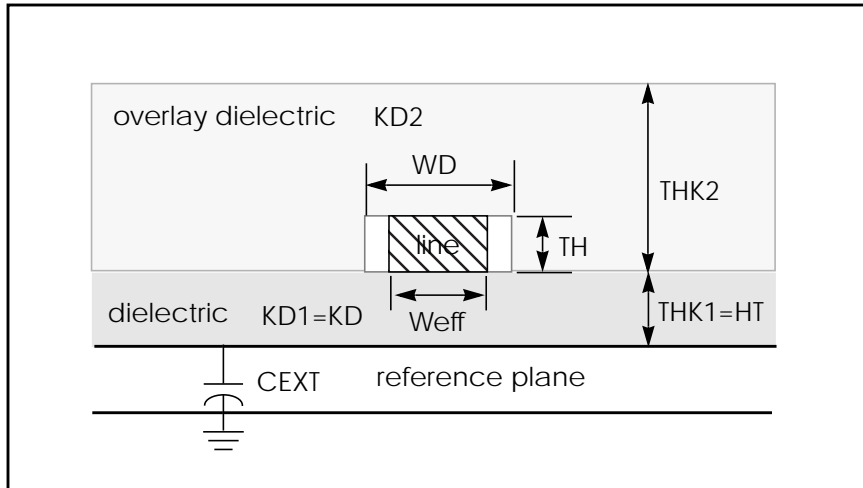 overlay dielectric KD2
WD
THK2
line
TH
dielectric KD1=KD
Weff
THK1=HT
CEXT
reference plane